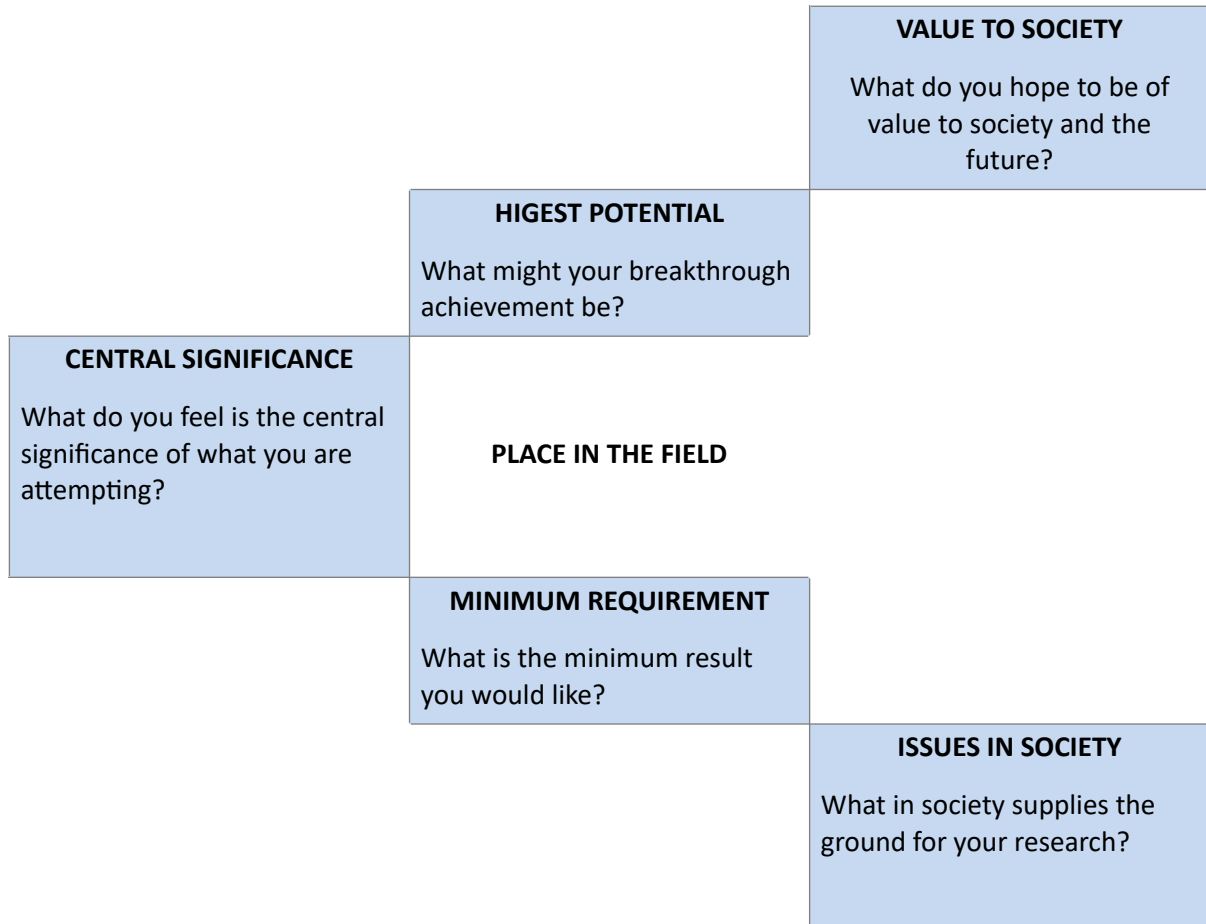 VALUE TO SOCIETY
What do you hope to be of
value to society and the
future?
HIGEST POTENTIAL
What might your breakthrough
achievement be?
CENTRAL SIGNIFICANCE
What do you feel is the central
significance of what you are
attempting?
PLACE IN THE FIELD
MINIMUM REQUIREMENT
What is the minimum result
you would like?
ISSUES IN SOCIETY
What in society supplies the
ground for your research?